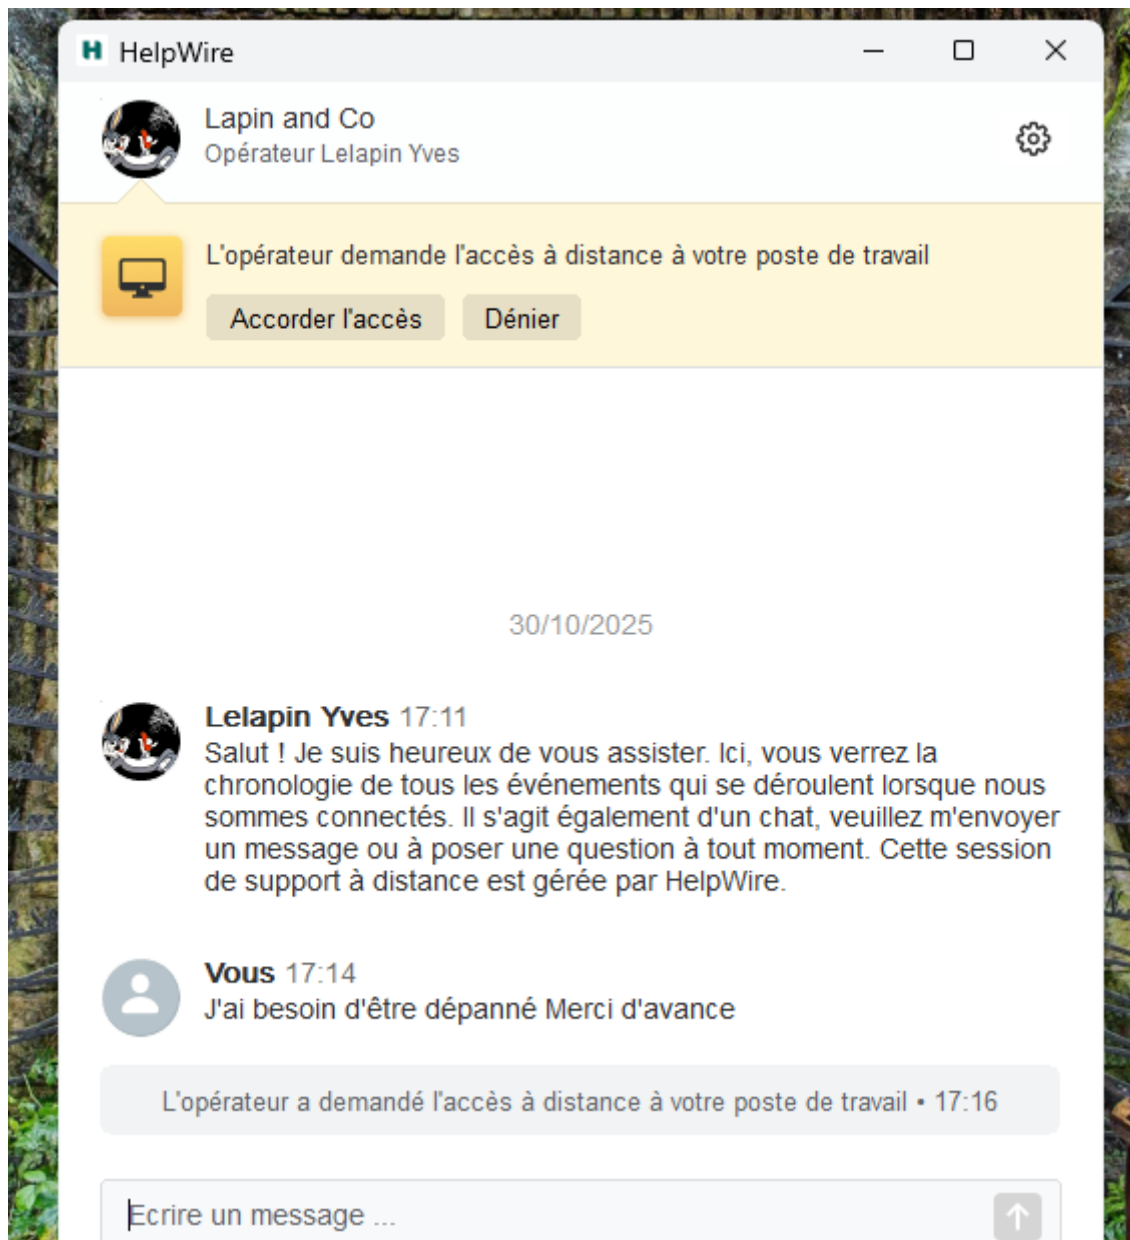 HelpWire
Lapin and Co
Opérateur Lelapin Yves
L'opérateur demande l'accès à distance à votre poste de travail
Accorder l'accès Dénier
30/10/2025
Lelapin Yves 17:11
Salut ! Je suis heureux de vous assister. Ici, vous verrez la
chronologie de tous les événements qui se déroulent lorsque nous
sommes connectés. Il s'agit également d'un chat, veuillez m'envoyer
un message ou à poser une question à tout moment. Cette session
de support à distance est gérée par HelpWire.
Vous 17:14
J'ai besoin d'être dépanné Merci d'avance
L'opérateur a demandé l'accès à distance à votre poste de travail • 17:16
Ecrire un message ...